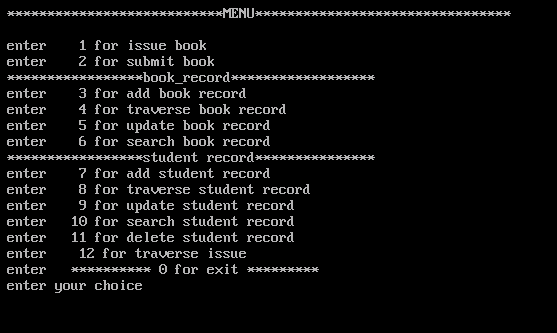 ***************************MENU********************************
enter    1 for issue book
enter    2 for submit book
*****************book_record******************
enter    3 for add book record
enter    4 for traverse book record
enter    5 for update book record
enter    6 for search book record
*****************student record***************
enter    7 for add student record
enter    8 for traverse student record
enter    9 for update student record
enter   10 for search student record
enter   11 for delete student record
enter    12 for traverse issue
enter   ********** 0 for exit *********
enter your choice